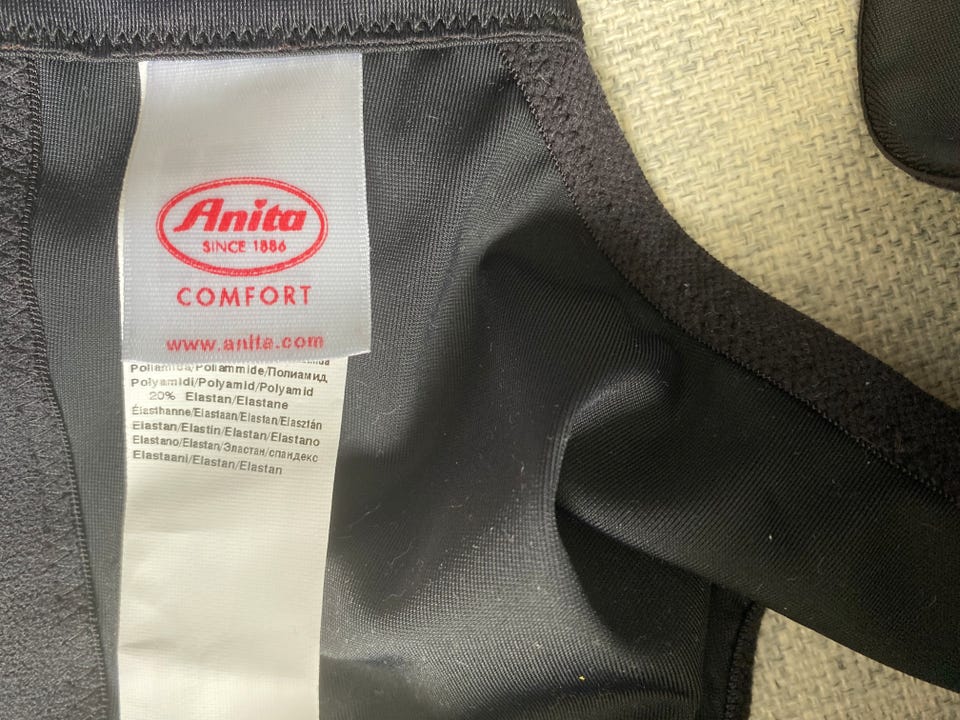 Anita
SINCE 1886
COMFORT
www.anita.com
Poliamida/Poliammide/Полиамид
Polyamidi/Polyamid/Polyamid
20% Elastan/Elastane
Élasthanne/Elastaan/Elastan/Elasztán
Elastan/Elastin/Elastan/Elastano
Elastano/Elastan/Эластан/спандекс
Elastaani/Elastan/Elastan